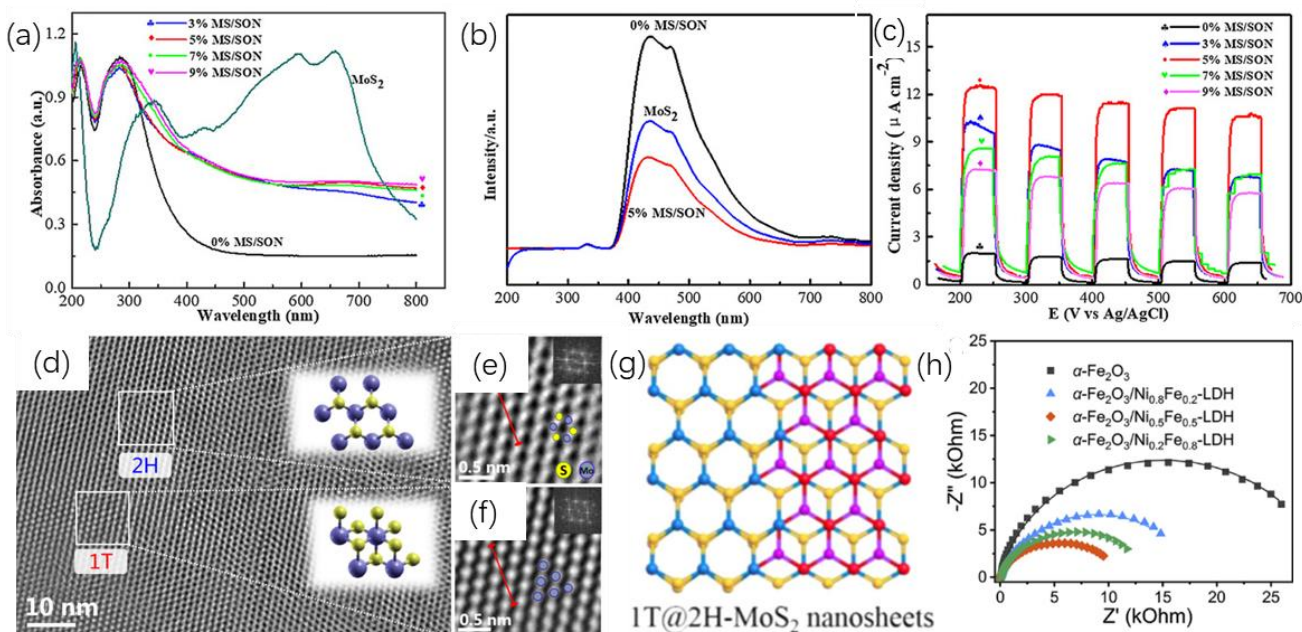 (a)
3% MS/SON
5% MS/SON
7% MS/SON
9% MS/SON
MoS₂
0% MS/SON
Absorbance (a.u.)
1.2
0.9
0.6
0.3
0.0
200 300 400 500 600 700 800
Wavelength (nm)
(b)
0% MS/SON
MoS₂
5% MS/SON
Intensity/a.u.
200 300 400 500 600 700 800
Wavelength (nm)
(c)
0% MS/SON
3% MS/SON
5% MS/SON
7% MS/SON
9% MS/SON
Current density (μ A cm⁻²)
15
12
9
6
3
0
200 300 400 500 600 700
E (V vs Ag/AgCl)
(d)
2H
1T
10 nm
(e)
0.5 nm
S
Mo
(f)
0.5 nm
(g)
1T@2H-MoS₂ nanosheets
(h)
α-Fe₂O₃
α-Fe₂O₃/Ni₀.₈Fe₀.₂-LDH
α-Fe₂O₃/Ni₀.₅Fe₀.₅-LDH
α-Fe₂O₃/Ni₀.₂Fe₀.₈-LDH
-Z" (kOhm)
25
20
15
10
5
0
0 5 10 15 20 25
Z' (kOhm)